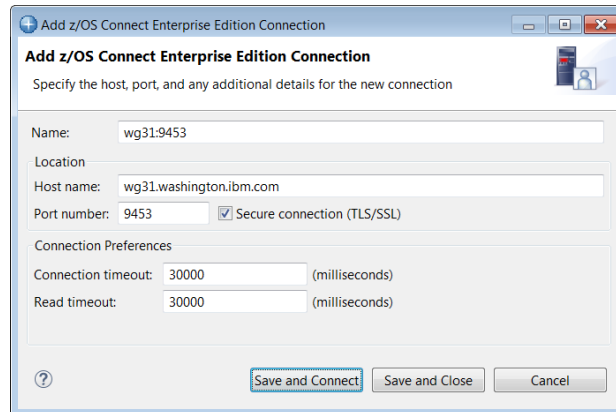 Add z/OS Connect Enterprise Edition Connection
Add z/OS Connect Enterprise Edition Connection
Specify the host, port, and any additional details for the new connection
Name: wg31:9453
Location
Host name: wg31.washington.ibm.com
Port number: 9453 Secure connection (TLS/SSL)
Connection Preferences
Connection timeout: 30000 (milliseconds)
Read timeout: 30000 (milliseconds)
? Save and Connect Save and Close Cancel